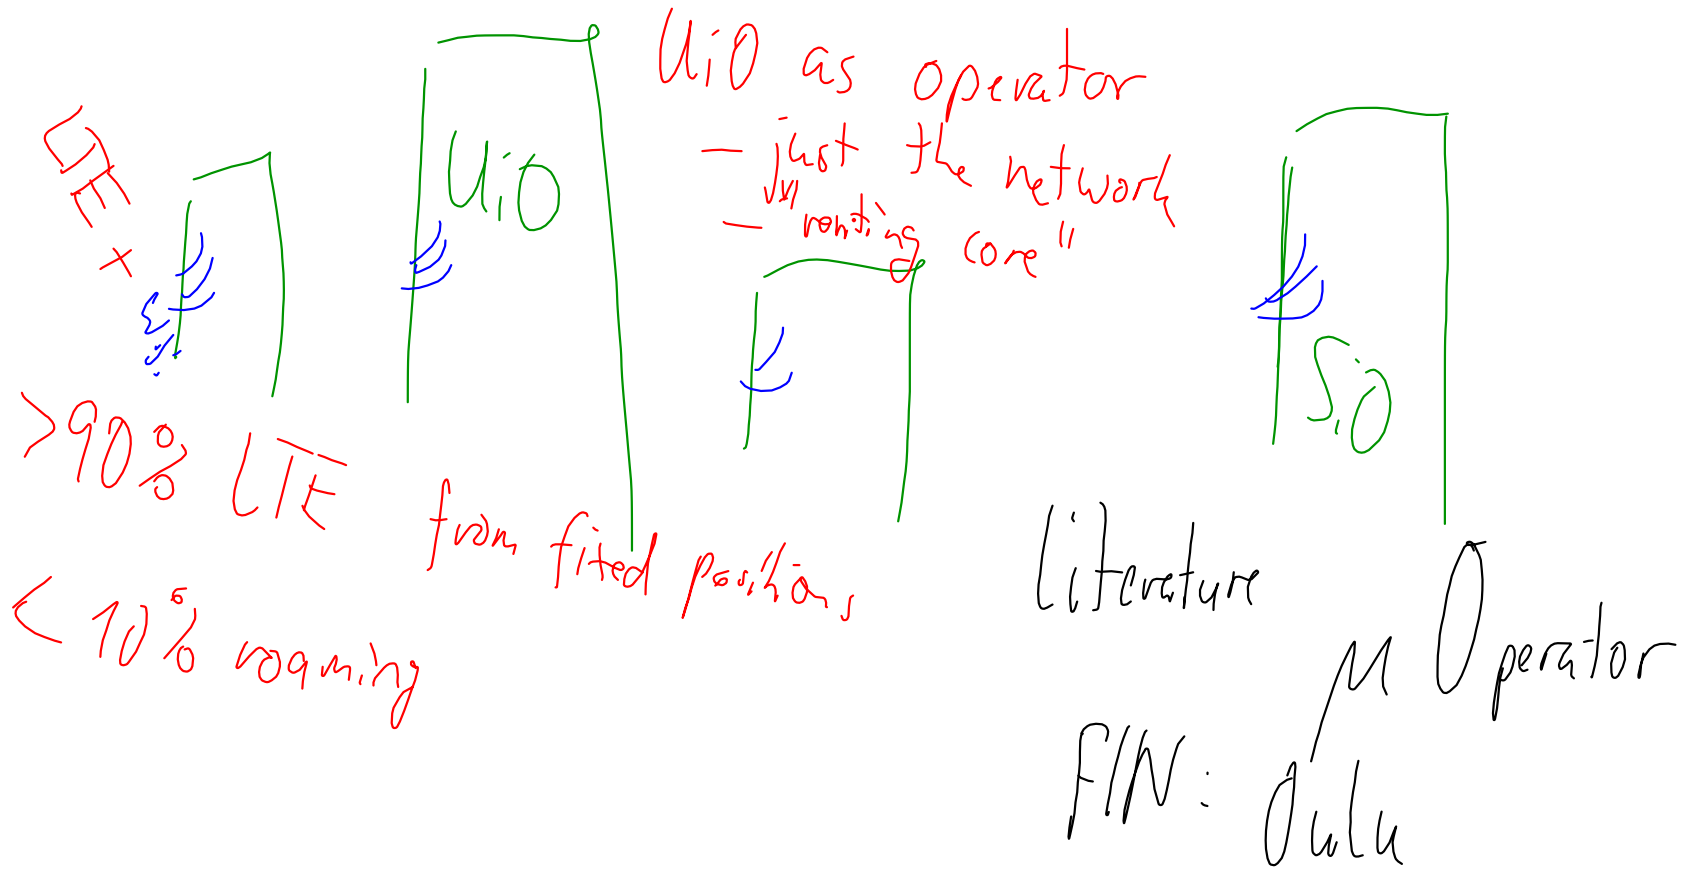 UiO as operator
- just the network
- "renting core"
LTE +
UiO
SiO
>90% LTE from fixed positions
<10% roaming
Literature
μ Operator
FIN: Oulu